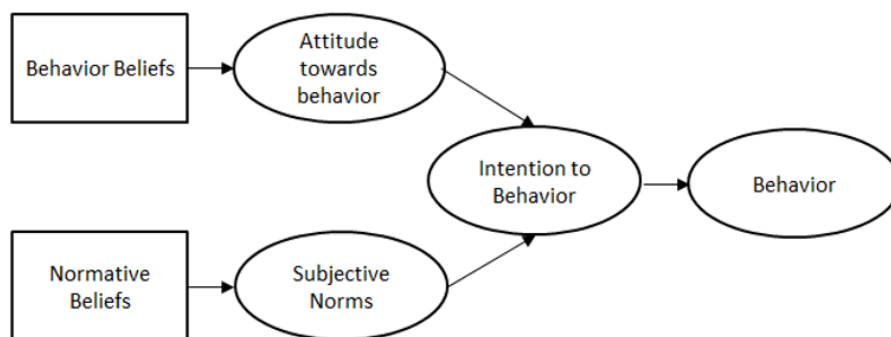 Behavior Beliefs
Attitude
towards
behavior
Intention to
Behavior
Behavior
Normative
Beliefs
Subjective
Norms